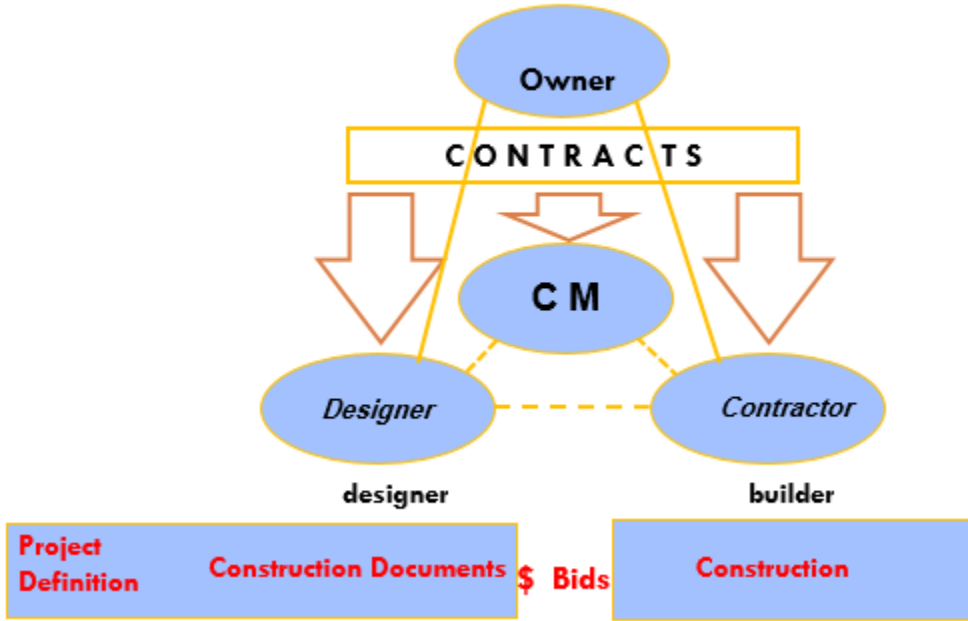 Owner
C O N T R A C T S
C M
Designer
Contractor
designer
builder
Project
Definition
Construction Documents
$ Bids
Construction